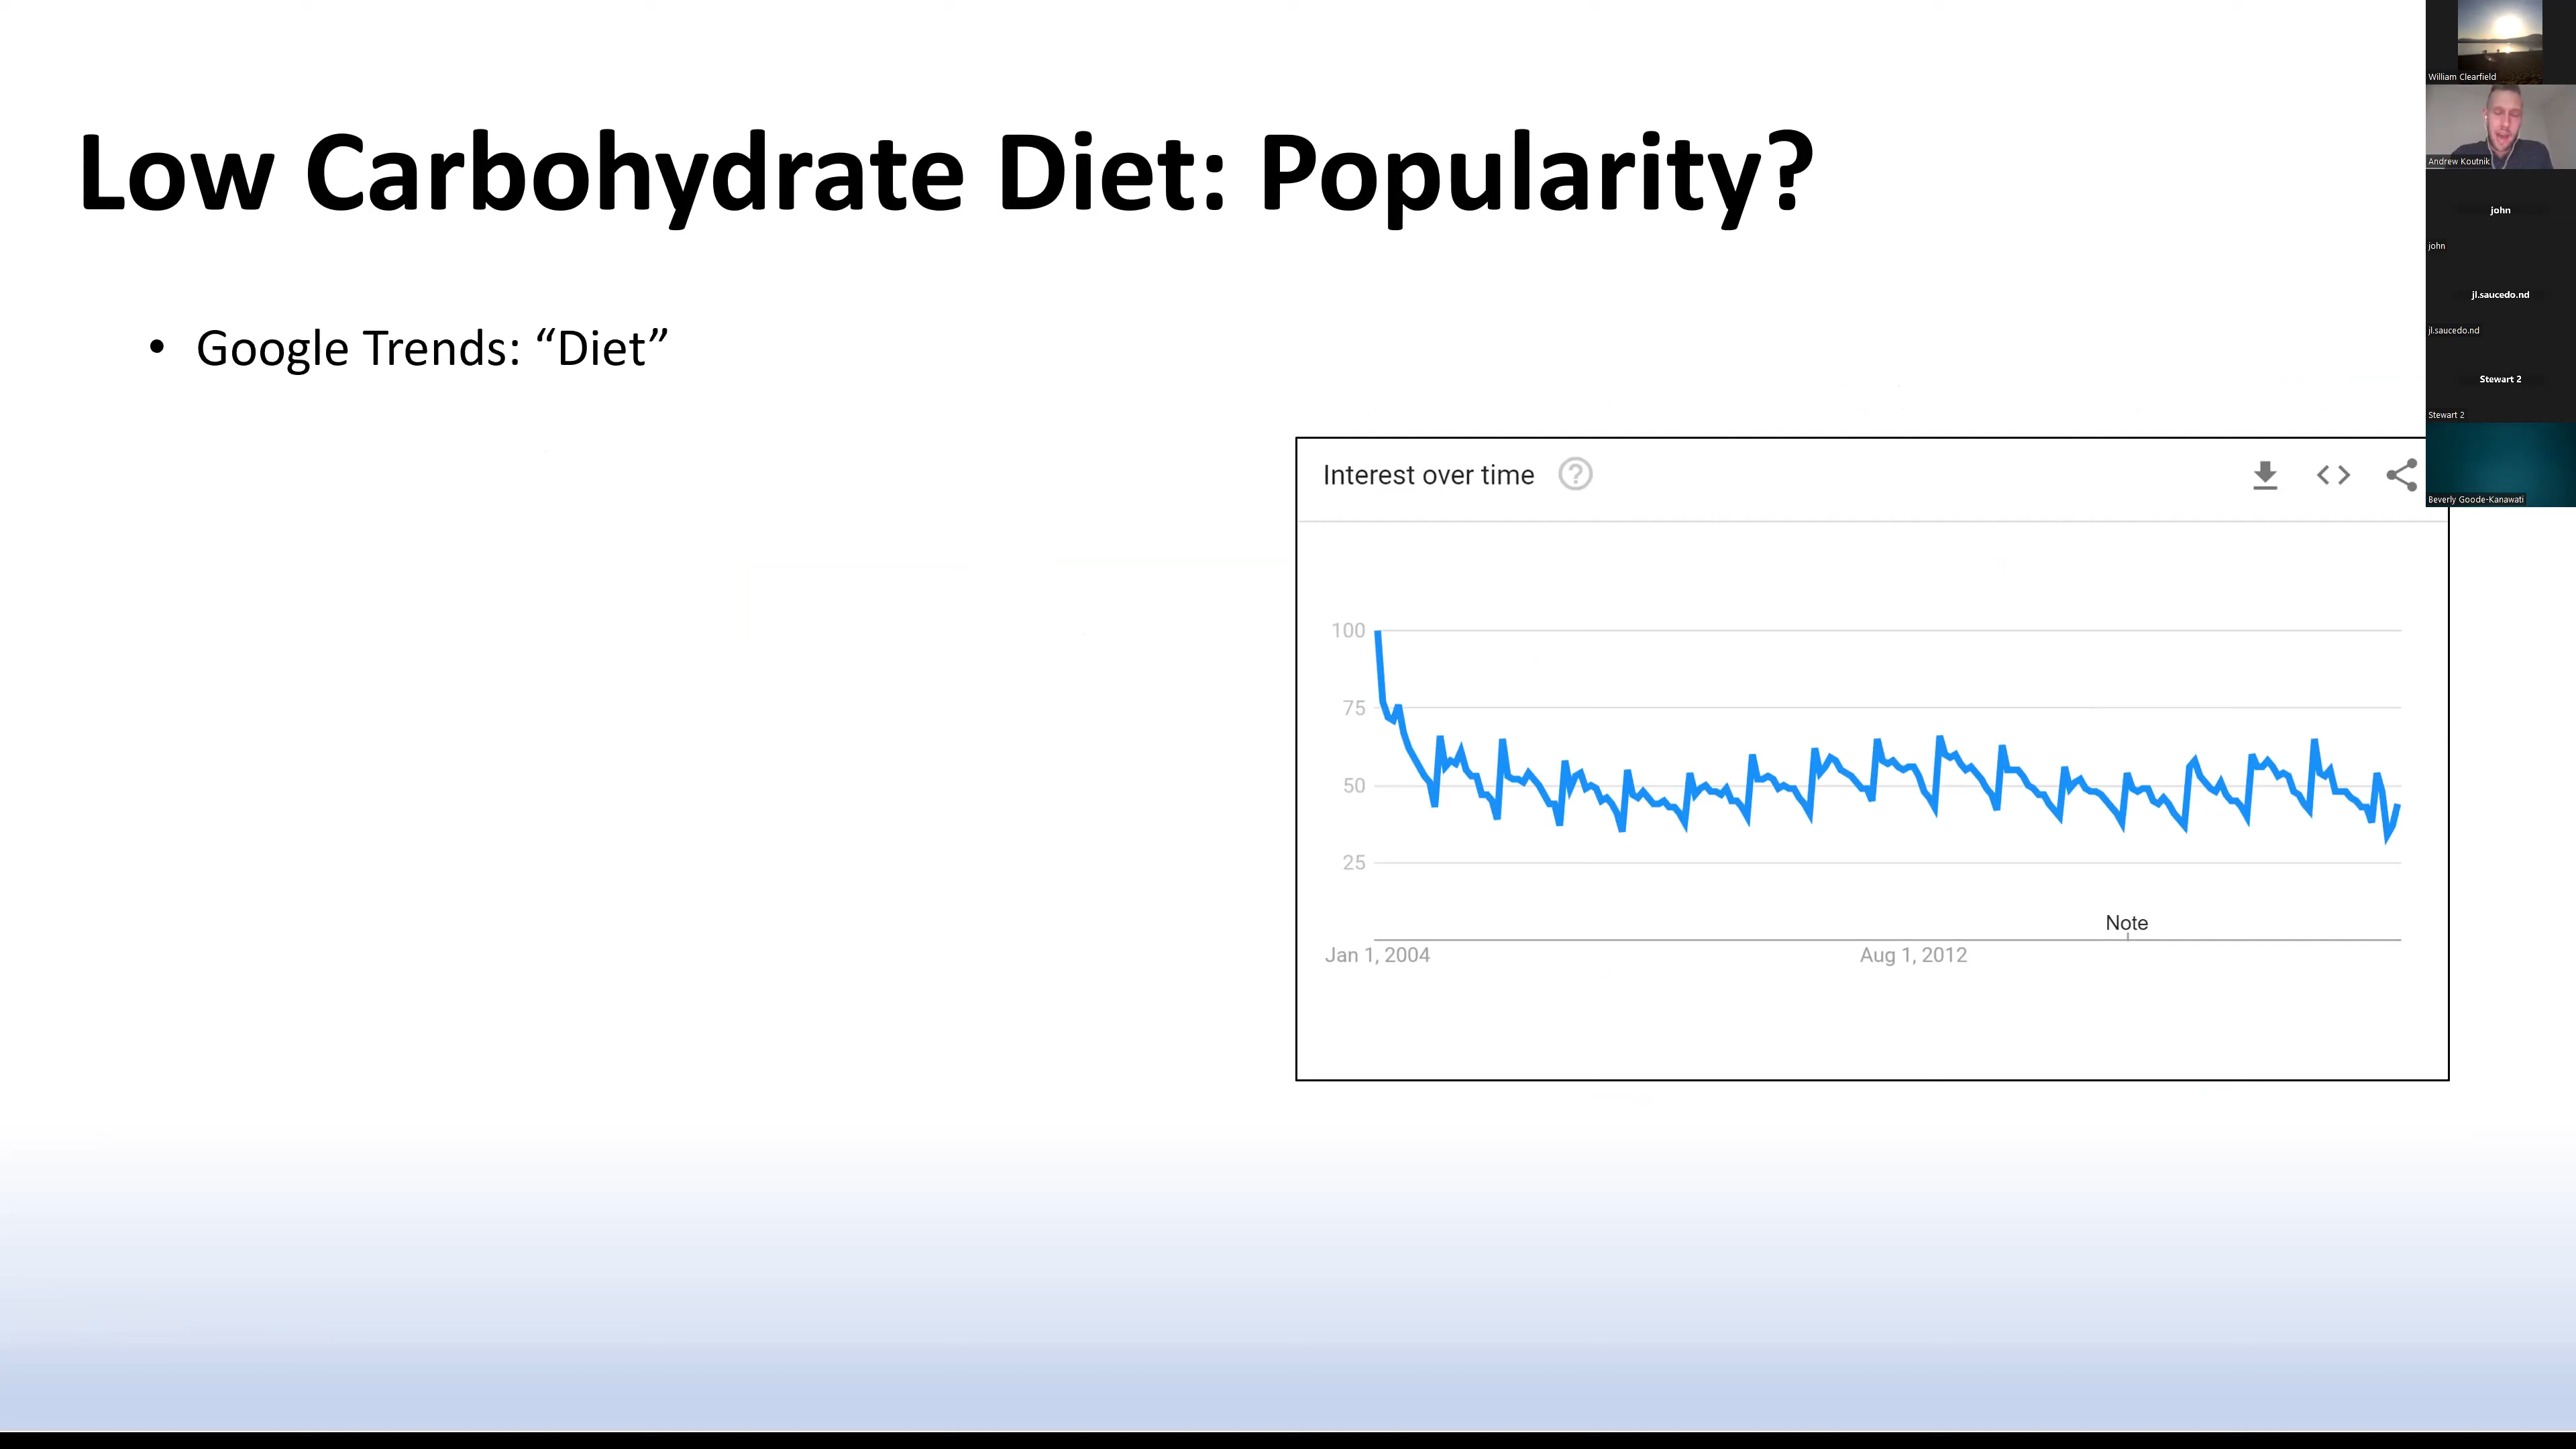 Low Carbohydrate Diet: Popularity?
• Google Trends: “Diet”
Interest over time ?
100
75
50
25
Note
Jan 1, 2004
Aug 1, 2012
William Clearfield
Andrew Koutnik
john
john
jl.saucedo.nd
jl.saucedo.nd
Stewart 2
Stewart 2
Beverly Goode-Kanawati